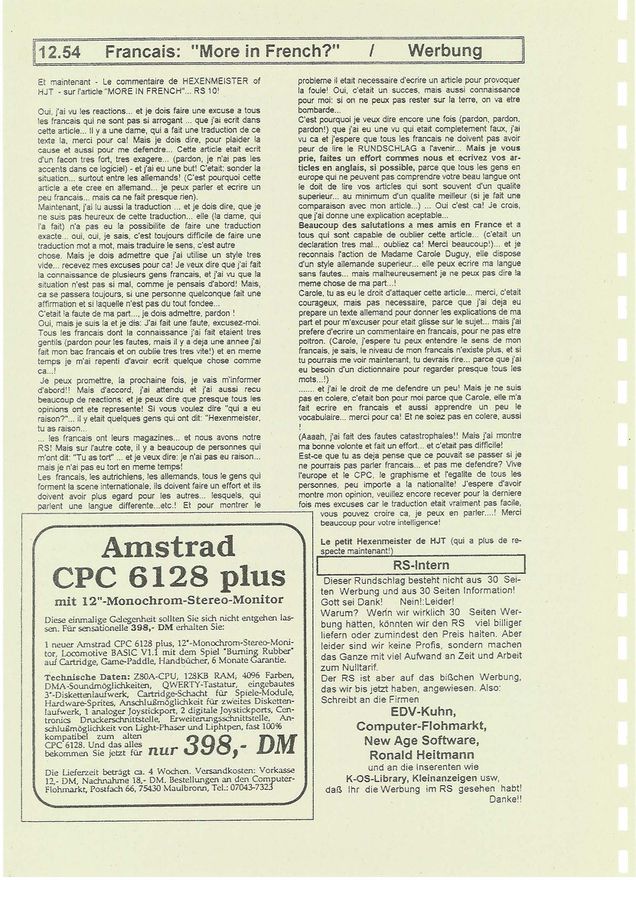 12.54 Francais: "More in French?" / Werbung
Et maintenant - Le commentaire de HEXENMEISTER of
HJT - sur l'article "MORE IN FRENCH"... RS 10!
Oui, j'ai vu les reactions... et je dois faire une excuse a tous
les francais qui ne sont pas si arrogant ... que j'ai ecrit dans
cette article... Il y a une dame, qui a fait une traduction de ce
texte la, merci pour ca! Mais je dois dire, pour plaider la
cause et aussi pour me defendre... Cette article etait ecrit
d'un facon tres fort, tres exagere... (pardon, je n'ai pas les
accents dans ce logiciel) - et j'ai eu une but! C'etait: sonder la
situation... surtout entre les allemands! (C'est pourquoi cette
article a ete cree en allemand... je peux parler et ecrire un
peu francais... mais ca ne fait presque rien).
Maintenant, j'ai lu aussi la traduction ... et je dois dire, que je
ne suis pas heureux de cette traduction... elle (la dame, qui
l'a fait) n'a pas eu la possibilite de faire une traduction
exacte... oui, oui, je sais, c'est toujours difficile de faire une
traduction mot a mot, mais traduire le sens, c'est autre
chose. Mais je dois admettre que j'ai utilise un style tres
vide... recevez mes excuses pour ca! Je veux dire que j'ai fait
la connaissance de plusieurs gens francais, et j'ai vu que la
situation n'est pas si mal, comme je pensais d'abord! Mais,
ca se passera toujours, si une personne quelconque fait une
affirmation et si laquelle n'est pas du tout fondee...
C'etait la faute de ma part..., je dois admettre, pardon !
Oui, mais je suis la et je dis: J'ai fait une faute, excusez-moi.
Tous les francais dont la connaissance j'ai fait etaient tres
gentils (pardon pour les fautes, mais il y a deja une annee j'ai
fait mon bac francais et on oublie tres tres vite!) et en meme
temps je m'ai repenti d'avoir ecrit quelque chose comme
ca...!
Je peux promettre, la prochaine fois, je vais m'informer
d'abord!! Mais d'accord, j'ai attendu et j'ai aussi recu
beaucoup de reactions: et je peux dire que presque tous les
opinions ont ete represente! Si vous voulez dire "qui a eu
raison?"... il y etait quelques gens qui ont dit: "Hexenmeister,
tu as raison...
... les francais ont leurs magazines... et nous avons notre
RS! Mais sur l'autre cote, il y a beaucoup de personnes qui
m'ont dit: "Tu as tort" ... et je veux dire: je n'ai pas eu raison...
mais je n'ai pas eu tort en meme temps!
Les francais, les autrichiens, les allemands, tous le gens qui
forment la scene internationale, ils doivent faire un effort et ils
doivent avoir plus egard pour les autres... lesquels, qui
parlent une langue differente...etc.! Et pour montrer le
probleme il etait necessaire d'ecrire un article pour provoquer
la foule! Oui, c'etait un succes, mais aussi connaissance
pour moi: si on ne peux pas rester sur la terre, on va etre
bombarde...
C'est pourquoi je veux dire encore une fois (pardon, pardon,
pardon!) que j'ai eu une vu qui etait completement faux, j'ai
vu ca et j'espere que tous les francais ne doivent pas avoir
peur de lire le RUNDSCHLAG a l'avenir... Mais je vous
prie, faites un effort comme nous et ecrivez vos ar-
ticles en anglais, si possible, parce que tous les gens en
europe qui ne peuvent pas comprendre votre beau langue ont
le doit de lire vos articles qui sont souvent d'un qualite
superieur... au minimum d'un qualite meilleur (si je fait une
comparaison avec mon article...) ... Oui c'est ca! Je crois,
que j'ai donne une explication aceptable...
Beaucoup des salutations a mes amis en France et a
tous qui sont capable de oublier cette article... (c'etait un
declaration tres mal... oubliez ca! Merci beaucoup!)... et je
reconnais l'action de Madame Carole Duguy, elle dispose
d'un style allemande superieur... elle peux ecrire ma langue
sans fautes... mais malheureusement je ne peux pas dire la
meme chose de ma part...!
Carole, tu as eu le droit d'attaquer cette article... merci, c'etait
courageux, mais pas necessaire, parce que j'ai deja eu
prepare un texte allemand pour donner les explications de ma
part et pour m'excuser pour etait glisse sur le sujet... mais j'ai
prefere d'ecrire un commentaire en francais, pour ne pas etre
poltron. (Carole, j'espere tu peux entendre le sens de mon
francais, je sais, le niveau de mon francais n'existe plus, et si
tu pourrais me voir maintenant, tu devrais rire... parce que j'ai
eu besoin d'un dictionnaire pour regarder presque tous les
mots...!)
....... et j'ai le droit de me defendre un peu! Mais je ne suis
pas en colere, c'etait bon pour moi parce que Carole, elle m'a
fait ecrire en francais et aussi apprendre un peu le
vocabulaire... merci pour ca! Et ne soiez pas en colere, aussi
!
(Aaaah, j'ai fait des fautes catastrophales!! Mais j'ai montre
ma bonne volonte et fait un effort... et c'etait pas difficile!
Est-ce que tu as deja pense que ce pouvait se passer si je
ne pourrais pas parler francais... et pas me defendre? Vive
l'europe et le CPC, le graphisme et l'egalite de tous les
personnes, peu importe a la nationalite! J'espere d'avoir
montre mon opinion, veuillez encore recever pour la derniere
fois mes excuses car le traduction etait vraiment pas facile,
vous pouvez croire ca, je peux en parler....! Merci
beaucoup pour votre intelligence!
Le petit Hexenmeister de HJT (qui a plus de re-
specte maintenant!)
Amstrad
CPC 6128 plus
mit 12"-Monochrom-Stereo-Monitor
Diese einmalige Gelegenheit sollten Sie sich nicht entgehen las-
sen. Für sensationelle 398,- DM erhalten Sie:
1 neuer Amstrad CPC 6128 plus, 12"-Monochrom-Stereo-Moni-
tor, Locomotive BASIC V1.1 mit dem Spiel "Burning Rubber"
auf Cartridge, Game-Paddle, Handbücher, 6 Monate Garantie.
Technische Daten: Z80A-CPU, 128KB RAM, 4096 Farben,
DMA-Soundmöglichkeiten, QWERTY-Tastatur, eingebautes
3"-Diskettenlaufwerk, Cartridge-Schacht für Spiele-Module,
Hardware-Sprites, Anschlußmöglichkeit für zweites Disketten-
laufwerk, 1 analoger Joystickport, 2 digitale Joystickports, Cen-
tronics Druckerschnittstelle, Erweiterungsschnittstelle, An-
schlußmöglichkeit von Light-Phaser und Liphtpen, fast 100%
kompatibel zum alten
CPC 6128. Und das alles
bekommen Sie jetzt für nur 398,- DM
Die Lieferzeit beträgt ca. 4 Wochen. Versandkosten: Vorkasse
12,- DM, Nachnahme 18,- DM. Bestellungen an den Computer-
Flohmarkt, Postfach 66, 75430 Maulbronn, Tel.: 07043-7323
RS-Intern
Dieser Rundschlag besteht nicht aus 30 Sei-
ten Werbung und aus 30 Seiten Information!
Gott sei Dank! Nein!:Leider!
Warum? Werin wir wirklich 30 Seiten Wer-
bung hätten, könnten wir den RS viel billiger
liefern oder zumindest den Preis halten. Aber
leider sind wir keine Profis, sondern machen
das Ganze mit viel Aufwand an Zeit und Arbeit
zum Nulltarif.
Der RS ist aber auf das bißchen Werbung,
das wir bis jetzt haben, angewiesen. Also:
Schreibt an die Firmen
EDV-Kuhn,
Computer-Flohmarkt,
New Age Software,
Ronald Heitmann
und an die Inserenten wie
K-OS-Library, Kleinanzeigen usw,
daß Ihr die Werbung im RS gesehen habt!
Danke!!